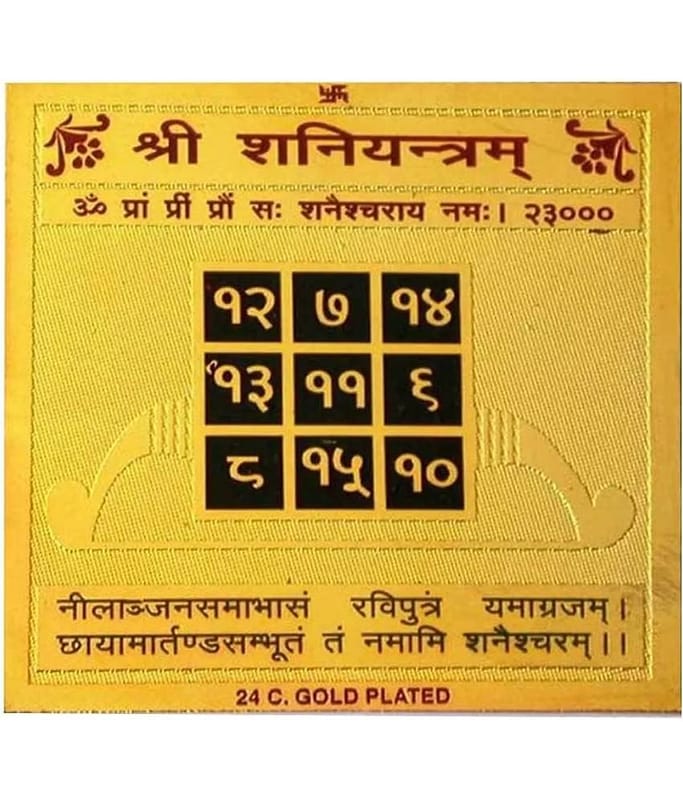 श्री शनियन्त्रम्
ॐ प्रां प्रीं प्रौं सः शनैश्चराय नमः। २३०००
१२ ७ १४
१३ ११ ६
८ १५ १०
नीलाञ्जनसमाभासं रविपुत्रं यमाग्रजम्।
छायामार्तण्डसम्भूतं तं नमामि शनैश्चरम्।।
24 C. GOLD PLATED